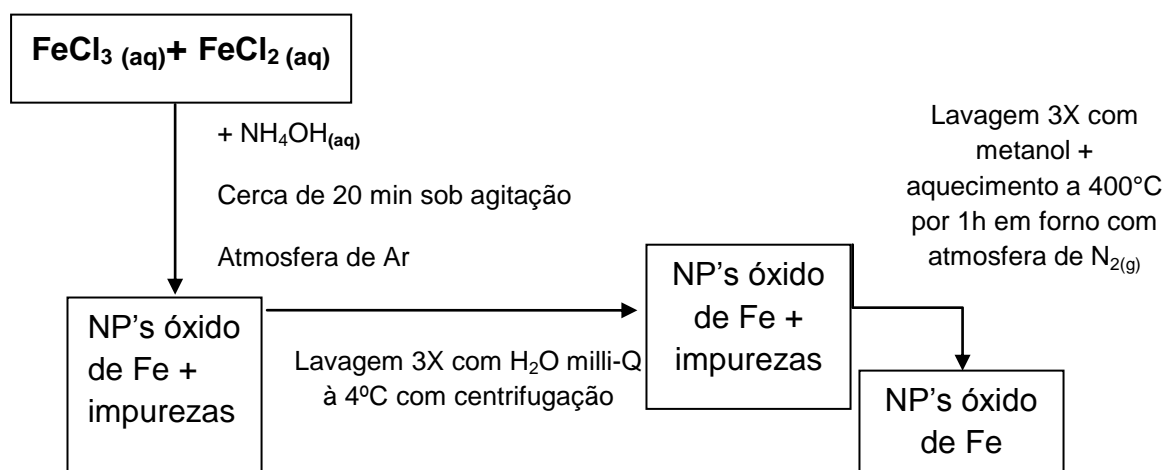 FeCl₃ (aq)+ FeCl₂ (aq)
+ NH₄OH(aq)
Cerca de 20 min sob agitação
Atmosfera de Ar
NP’s óxido
de Fe +
impurezas
Lavagem 3X com H₂O milli-Q
à 4ºC com centrifugação
NP’s óxido
de Fe +
impurezas
Lavagem 3X com
metanol +
aquecimento a 400°C
por 1h em forno com
atmosfera de N₂(g)
NP’s óxido
de Fe